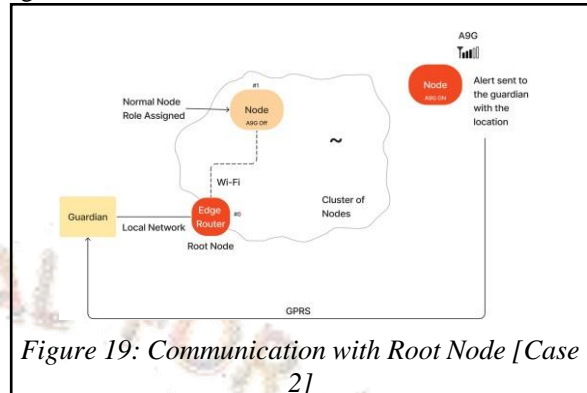 A9G
#1
Node
A9G Off
Normal Node
Role Assigned
Node
A9G ON
Alert sent to
the guardian
with the
location
~
Wi-Fi
Cluster of
Nodes
Guardian
Local Network
Edge
Router
#0
Root Node
GPRS
Figure 19: Communication with Root Node [Case
2]